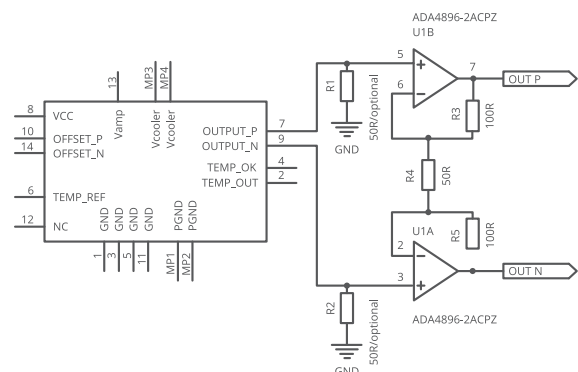 ADA4896-2ACPZ
U1B
13
MP3
MP4
5
+
6
−
7
OUT P
R1
50R/optional
GND
R3
100R
8
VCC
Vamp
Vcooler
Vcooler
10
OFFSET_P
14
OFFSET_N
OUTPUT_P
7
OUTPUT_N
9
TEMP_OK
4
TEMP_OUT
2
R4
50R
6
TEMP_REF
12
NC
GND
GND
GND
GND
PGND
PGND
1
3
5
11
MP1
MP2
U1A
R5
100R
2
−
3
+
OUT N
R2
50R/optional
GND
ADA4896-2ACPZ